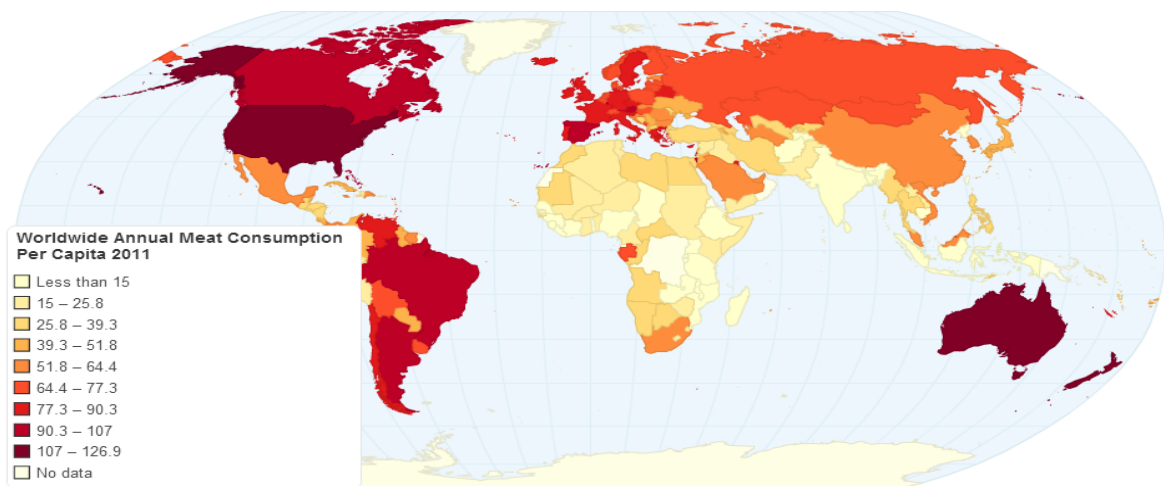 Worldwide Annual Meat Consumption
Per Capita 2011
Less than 15
15 – 25.8
25.8 – 39.3
39.3 – 51.8
51.8 – 64.4
64.4 – 77.3
77.3 – 90.3
90.3 – 107
107 – 126.9
No data